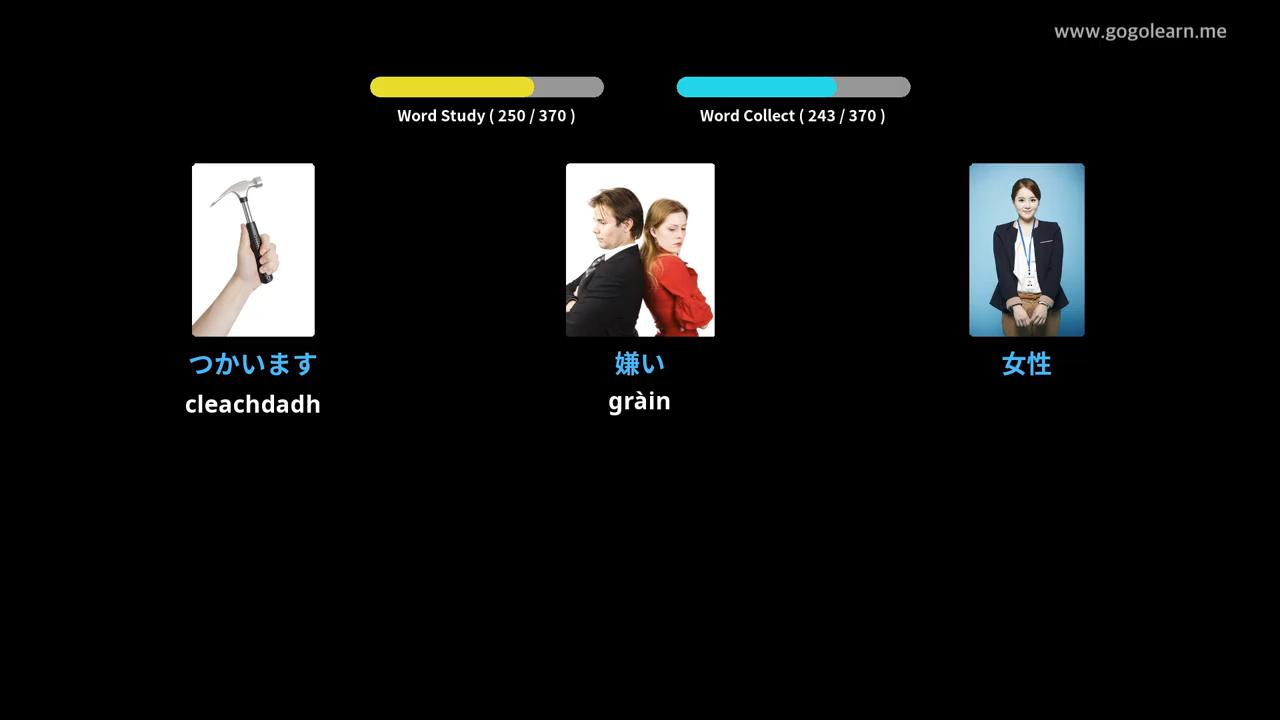 www.gogolearn.me
Word Study ( 250 / 370 )
Word Collect ( 243 / 370 )
つかいます
嫌い
女性
cleachdadh
gràin